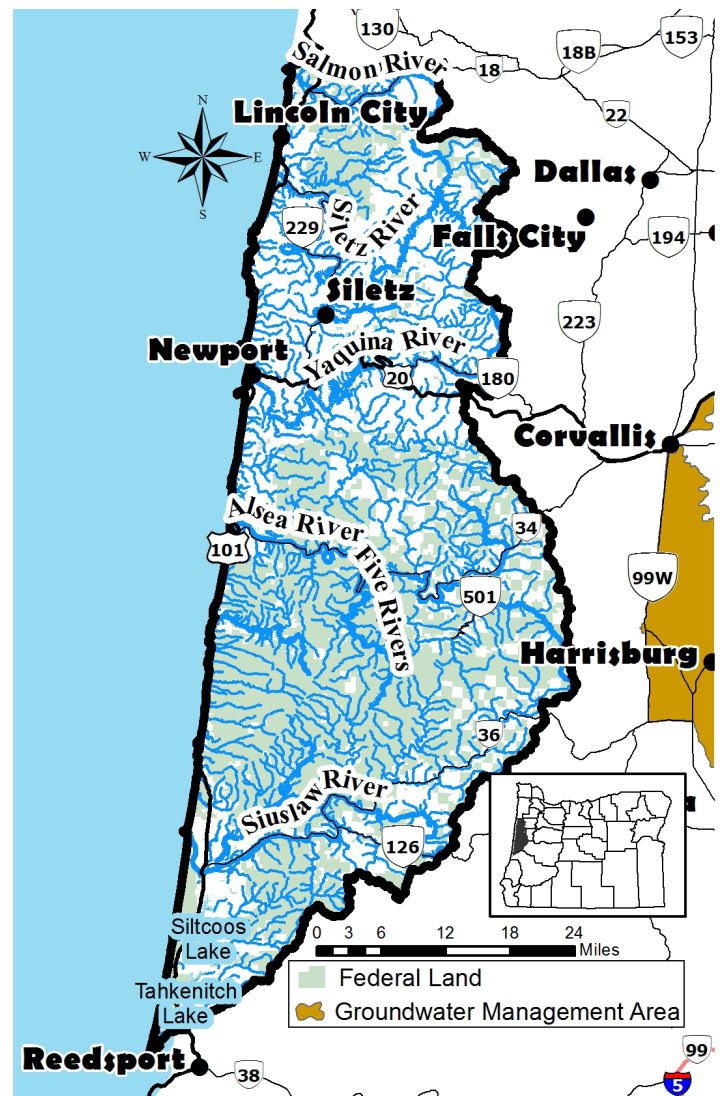 130
153
18B
Salmon River
18
Lincoln City
22
N
W
E
S
Dallas
Siletz River
229
Falls City
194
Siletz
223
Newport
Yaquina River
20
180
Corvallis
Alsea River
34
101
Five Rivers
99W
501
Harrisburg
36
Siuslaw River
126
a
Siltcoos
Lake
0 3 6 12 18 24
Miles
Federal Land
Tahkenitch
Lake
Groundwater Management Area
Reedsport
38
99
5